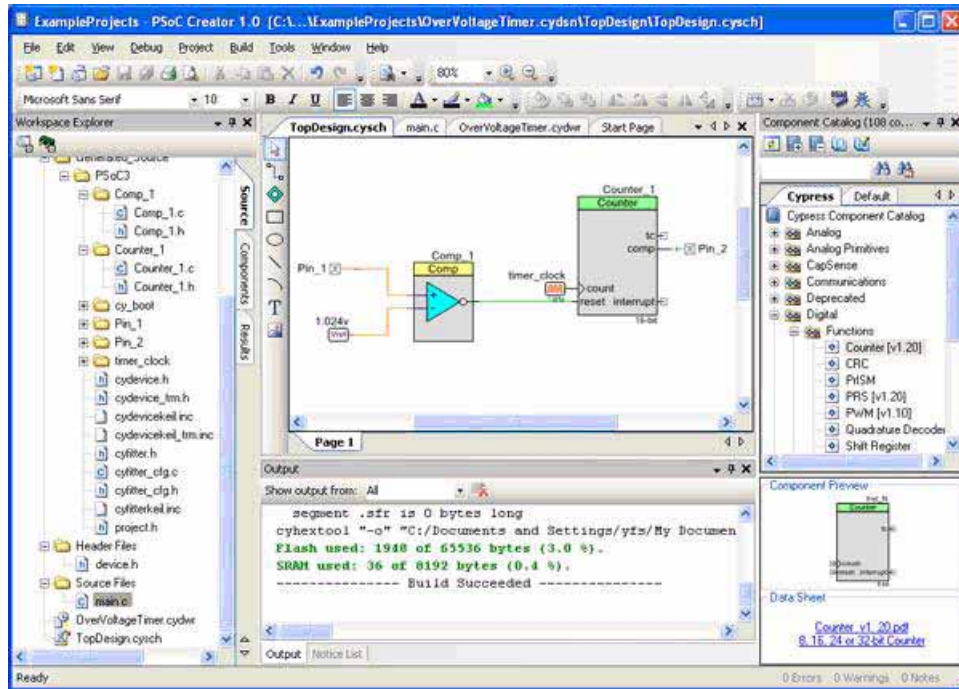 ExampleProjects - PSoC Creator 1.0 [C:\...\ExampleProjects\OverVoltageTimer.cydsn\TopDesign\TopDesign.cysch]
File Edit View Debug Project Build Tools Window Help
80%
Microsoft Sans Serif 10 B I U A
Workspace Explorer
Generated_Source
PSoC3
Comp_1
Comp_1.c
Comp_1.h
Counter_1
Counter_1.c
Counter_1.h
cy_boot
Pin_1
Pin_2
timer_clock
cydevice.h
cydevice_trm.h
cydevicekeil.inc
cydevicekeil_trm.inc
cyfitter.h
cyfitter_cfg.c
cyfitter_cfg.h
cyfitterkeil.inc
project.h
Header Files
device.h
Source Files
main.c
OverVoltageTimer.cydwr
TopDesign.cysch
Source
Components
Results
TopDesign.cysch main.c OverVoltageTimer.cydwr Start Page
Counter_1
Counter
tc
comp
Pin_2
Comp_1
Comp
Pin_1
timer_clock
count
reset interrupt
16-bit
1.024v
Vref
Page 1
Output
Show output from: All
segment .sfr is 0 bytes long
cyhextool "-o" "C:/Documents and Settings/yfs/My Documen
Flash used: 1940 of 65536 bytes (3.0 %).
SRAM used: 36 of 8192 bytes (0.4 %).
--------------- Build Succeeded ---------------
Output Notice List
Component Catalog (108 co...
Cypress Default
Cypress Component Catalog
Analog
Analog Primitives
CapSense
Communications
Deprecated
Digital
Functions
Counter [v1.20]
CRC
PrISM
PRS [v1.20]
PWM [v1.10]
Quadrature Decoder
Shift Register
Component Preview
Counter
Data Sheet
Counter_v1_20.pdf
8, 16, 24 or 32-bit Counter
Ready
0 Errors 0 Warnings 0 Notes